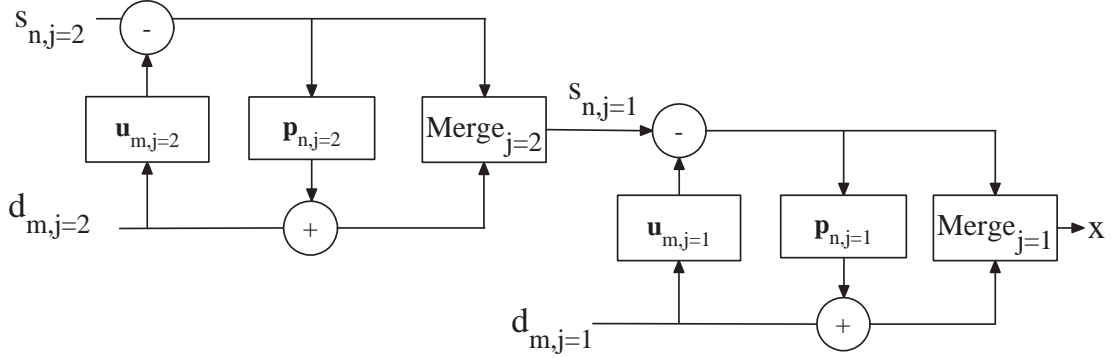 s_{n,j=2}
-
u_{m,j=2}
p_{n,j=2}
Merge_{j=2}
d_{m,j=2}
+
s_{n,j=1}
-
u_{m,j=1}
p_{n,j=1}
Merge_{j=1}
x
d_{m,j=1}
+